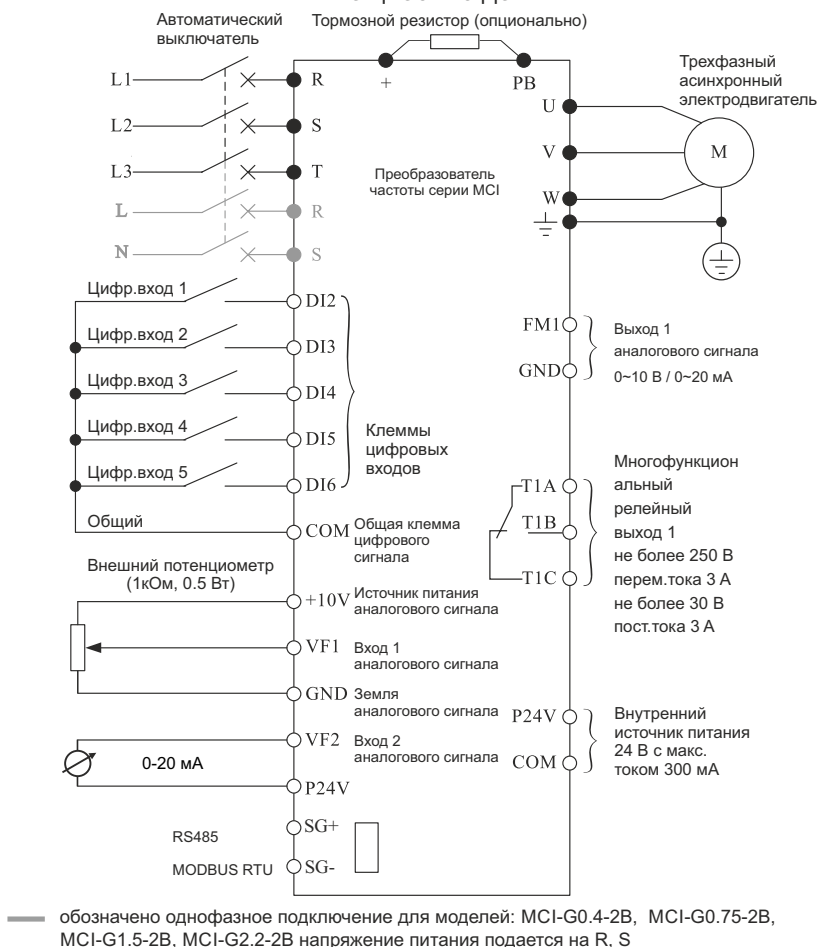 Автоматический
выключатель
Тормозной резистор (опционально)
Трехфазный
асинхронный
электродвигатель
L1
R
+
PB
U
L2
S
V
M
L3
T
Преобразователь
частоты серии MCI
W
L
R
N
S
Цифр.вход 1
DI2
Цифр.вход 2
DI3
Цифр.вход 3
DI4
Цифр.вход 4
DI5
Цифр.вход 5
DI6
Клеммы
цифровых
входов
Общий
COM
Общая клемма
цифрового
сигнала
FM1
GND
Выход 1
аналогового сигнала
0~10 В / 0~20 мА
T1A
T1B
T1C
Многофункцион
альный
релейный
выход 1
не более 250 В
перем.тока 3 А
не более 30 В
пост.тока 3 А
Внешний потенциометр
(1кОм, 0.5 Вт)
+10V
Источник питания
аналогового сигнала
VF1
Вход 1
аналогового сигнала
GND
Земля
аналогового сигнала
VF2
Вход 2
аналогового сигнала
0-20 мА
P24V
P24V
COM
Внутренний
источник питания
24 В с макс.
током 300 мА
RS485
SG+
MODBUS RTU
SG-
обозначено однофазное подключение для моделей: MCI-G0.4-2B, MCI-G0.75-2B,
MCI-G1.5-2B, MCI-G2.2-2B напряжение питания подается на R, S